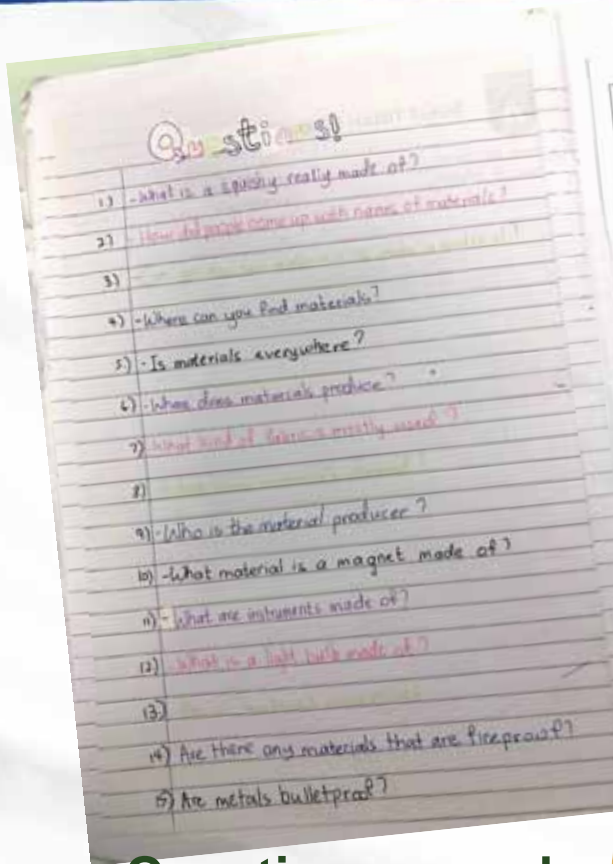 Questions!
1) -What is a squishy really made of?
2) -How did people come up with names of materials?
3)
4) -Where can you find materials?
5) -Is materials everywhere?
6) -Where does materials produce?
7) -What kind of fabric is mostly used?
8)
9) -Who is the material producer?
10) -What material is a magnet made of?
11) -What are instruments made of?
12) -What is a light bulb made of?
13)
14) Are there any materials that are fireproof?
15) Are metals bulletproof?